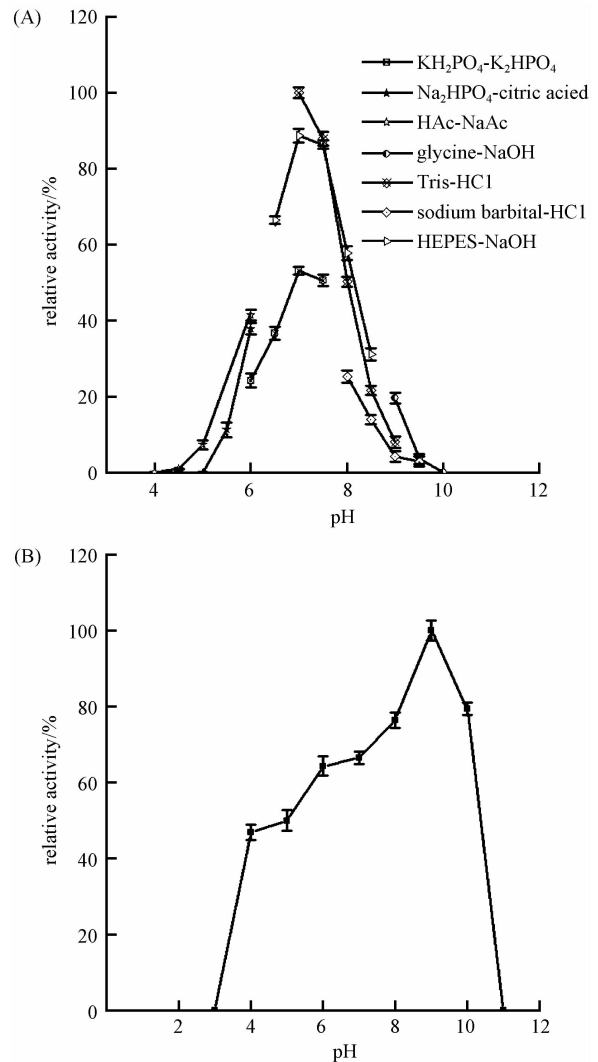 (A)
120
100
80
60
40
20
0
relative activity/%
KH₂PO₄-K₂HPO₄
Na₂HPO₄-citric acied
HAc-NaAc
glycine-NaOH
Tris-HC1
sodium barbital-HC1
HEPES-NaOH
4 6 8 10 12
pH
(B)
120
100
80
60
40
20
0
relative activity/%
2 4 6 8 10 12
pH